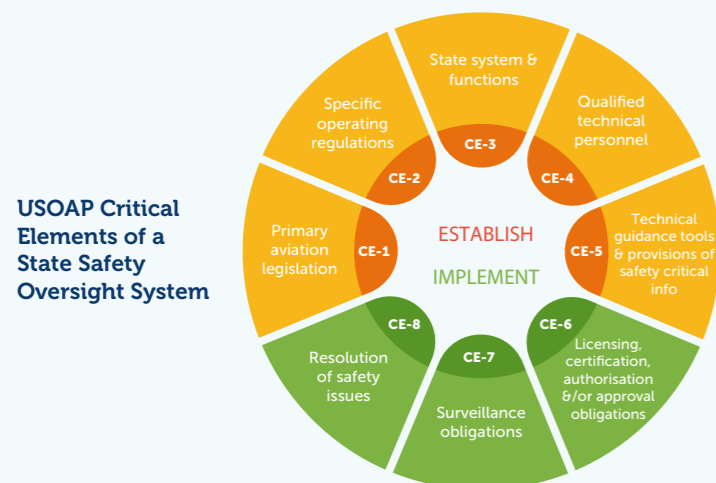 USOAP Critical
Elements of a
State Safety
Oversight System
Primary
aviation
legislation
CE-1
Specific
operating
regulations
CE-2
State system &
functions
CE-3
Qualified
technical
personnel
CE-4
Technical
guidance tools
& provisions of
safety critical
info
CE-5
ESTABLISH
IMPLEMENT
Licensing,
certification,
authorisation
&/or approval
obligations
CE-6
Surveillance
obligations
CE-7
Resolution
of safety
issues
CE-8